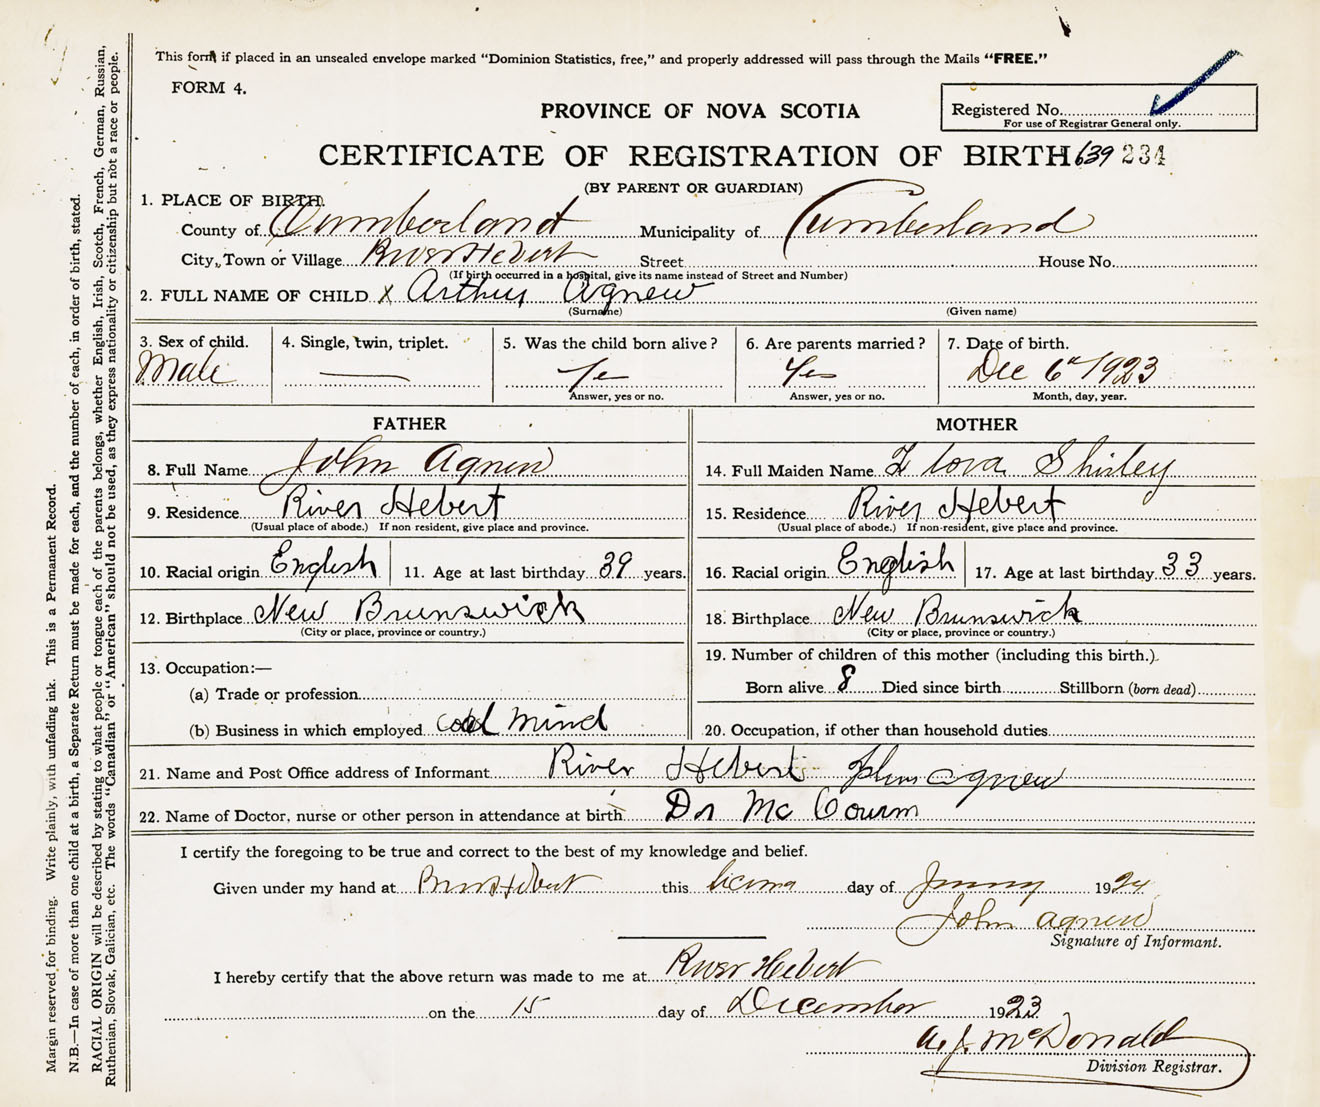 This form if placed in an unsealed envelope marked "Dominion Statistics, free," and properly addressed will pass through the Mails "FREE."
FORM 4.
PROVINCE OF NOVA SCOTIA
Registered No.
For use of Registrar General only.
CERTIFICATE OF REGISTRATION OF BIRTH 639 234
(BY PARENT OR GUARDIAN)
1. PLACE OF BIRTH.
County of Cumberland Municipality of Cumberland
City, Town or Village River Hebert Street House No.
(If birth occurred in a hospital, give its name instead of Street and Number)
2. FULL NAME OF CHILD x Arthur Agnew
(Surname) (Given name)
3. Sex of child. 4. Single, twin, triplet. 5. Was the child born alive? 6. Are parents married? 7. Date of birth.
Male — Ye Yes Dec 6th 1923
Answer, yes or no. Answer, yes or no. Month, day, year.
FATHER
8. Full Name John Agnew
9. Residence River Hebert
(Usual place of abode.) If non resident, give place and province.
10. Racial origin English 11. Age at last birthday 39 years.
12. Birthplace New Brunswick
(City or place, province or country.)
13. Occupation:—
(a) Trade or profession
(b) Business in which employed coal mind
MOTHER
14. Full Maiden Name Flora Shirley
15. Residence River Hebert
(Usual place of abode.) If non-resident, give place and province.
16. Racial origin English 17. Age at last birthday 33 years.
18. Birthplace New Brunswick
(City or place, province or country.)
19. Number of children of this mother (including this birth.)
Born alive 8 Died since birth Stillborn (born dead)
20. Occupation, if other than household duties
21. Name and Post Office address of Informant River Hebert John Agnew
22. Name of Doctor, nurse or other person in attendance at birth Dr Mc
I certify the foregoing to be true and correct to the best of my knowledge and belief.
Given under my hand at River Hebert this day of 1924
John Agnew
Signature of Informant.
I hereby certify that the above return was made to me at River Hebert
on the 15 day of December 1923
A. J. McDonald
Division Registrar.
Margin reserved for binding. Write plainly, with unfading ink. This is a Permanent Record.
N.B.—In case of more than one child at a birth, a Separate Return must be made for each, and the number of each, in order of birth, stated.
RACIAL ORIGIN will be described by stating to what people or tongue each of the parents belongs, whether English, Irish, Scotch, French, German, Russian,
Ruthenian, Slovak, Galician, etc. The words "Canadian" or "American" should not be used, as they express nationality or citizenship but not a race or people.